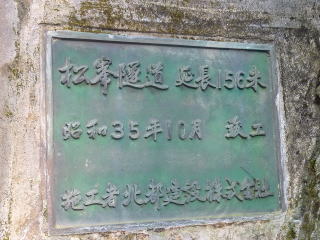 松峯隧道 延長156米
昭和35年10月 竣工
施工者北都建設株式会社